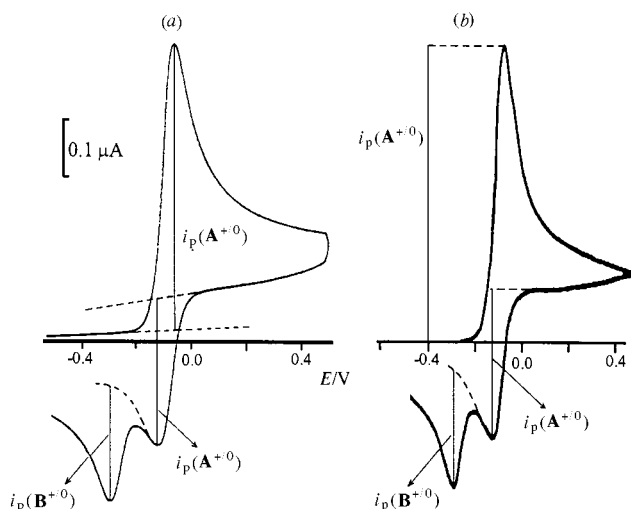 (a)
(b)
0.1 μA
i_p(A^{+/0})
i_p(A^{+/0})
-0.4
0.0
0.4
-0.4
0.0
0.4
E/V
i_p(A^{+/0})
i_p(A^{+/0})
i_p(B^{+/0})
i_p(B^{+/0})